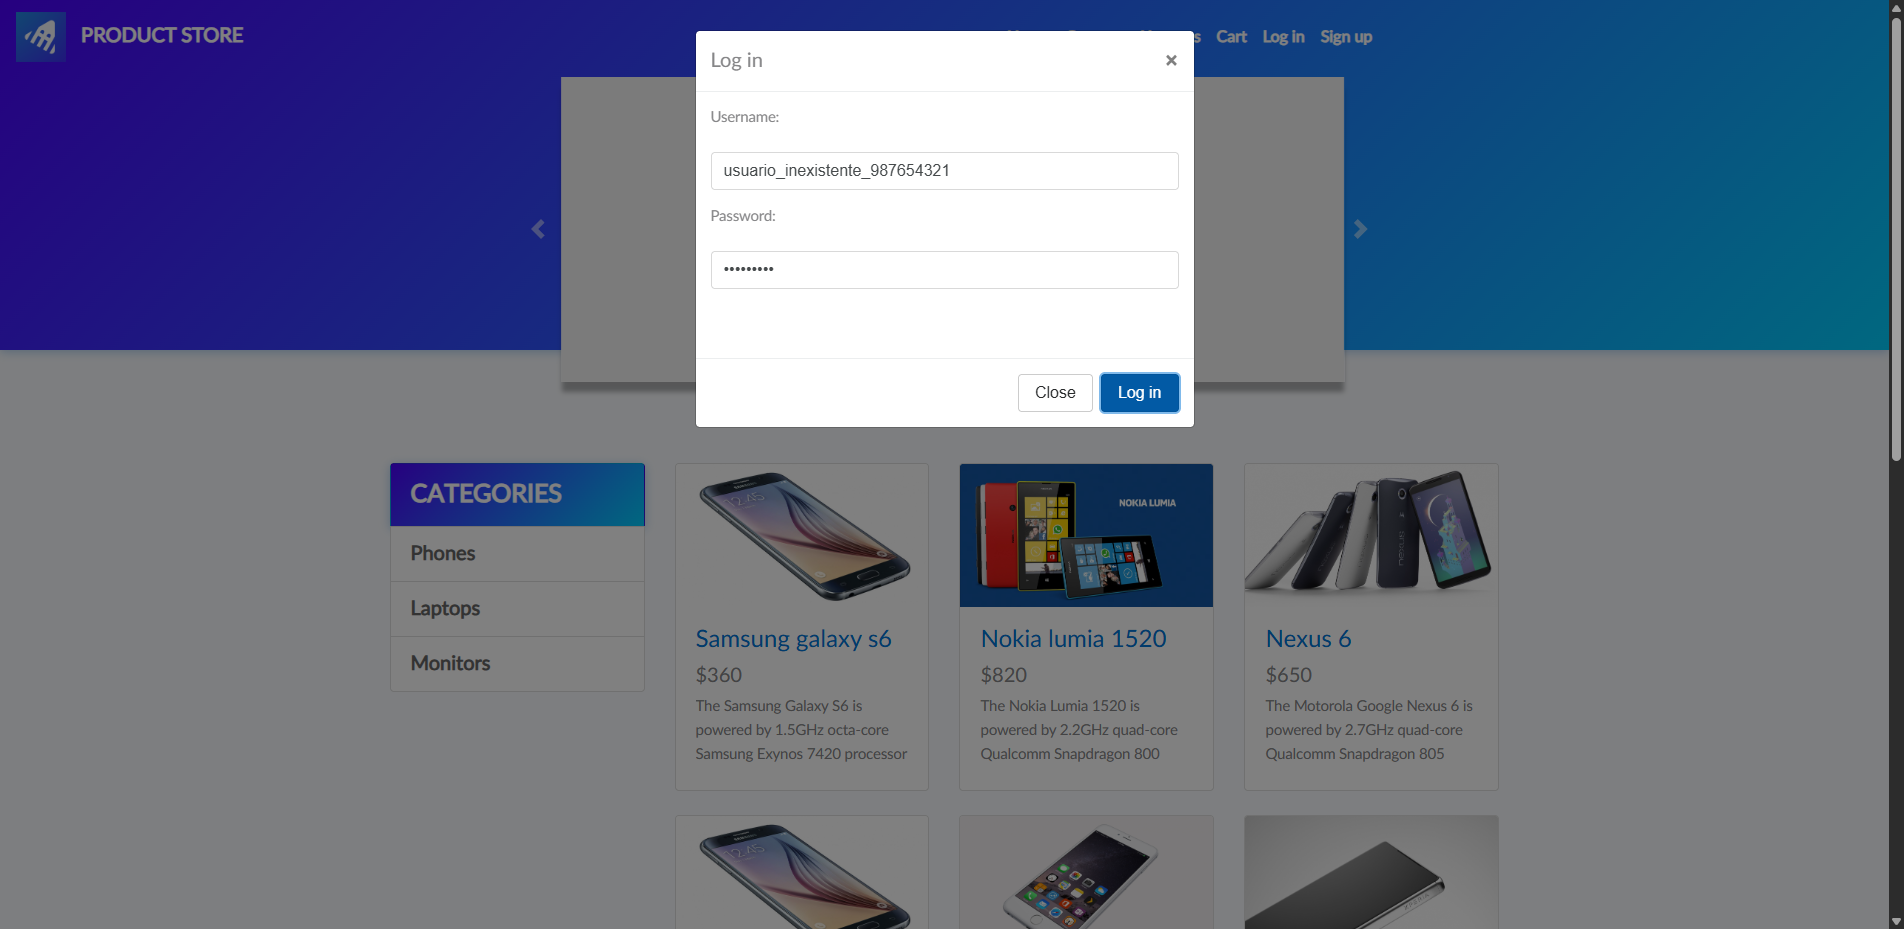 PRODUCT STORE
Cart
Log in
Sign up
Log in
×
Username:
usuario_inexistente_987654321
Password:
•••••••••
Close
Log in
CATEGORIES
Phones
Laptops
Monitors
NOKIA LUMIA
Samsung galaxy s6
$360
The Samsung Galaxy S6 is
powered by 1.5GHz octa-core
Samsung Exynos 7420 processor
Nokia lumia 1520
$820
The Nokia Lumia 1520 is
powered by 2.2GHz quad-core
Qualcomm Snapdragon 800
Nexus 6
$650
The Motorola Google Nexus 6 is
powered by 2.7GHz quad-core
Qualcomm Snapdragon 805